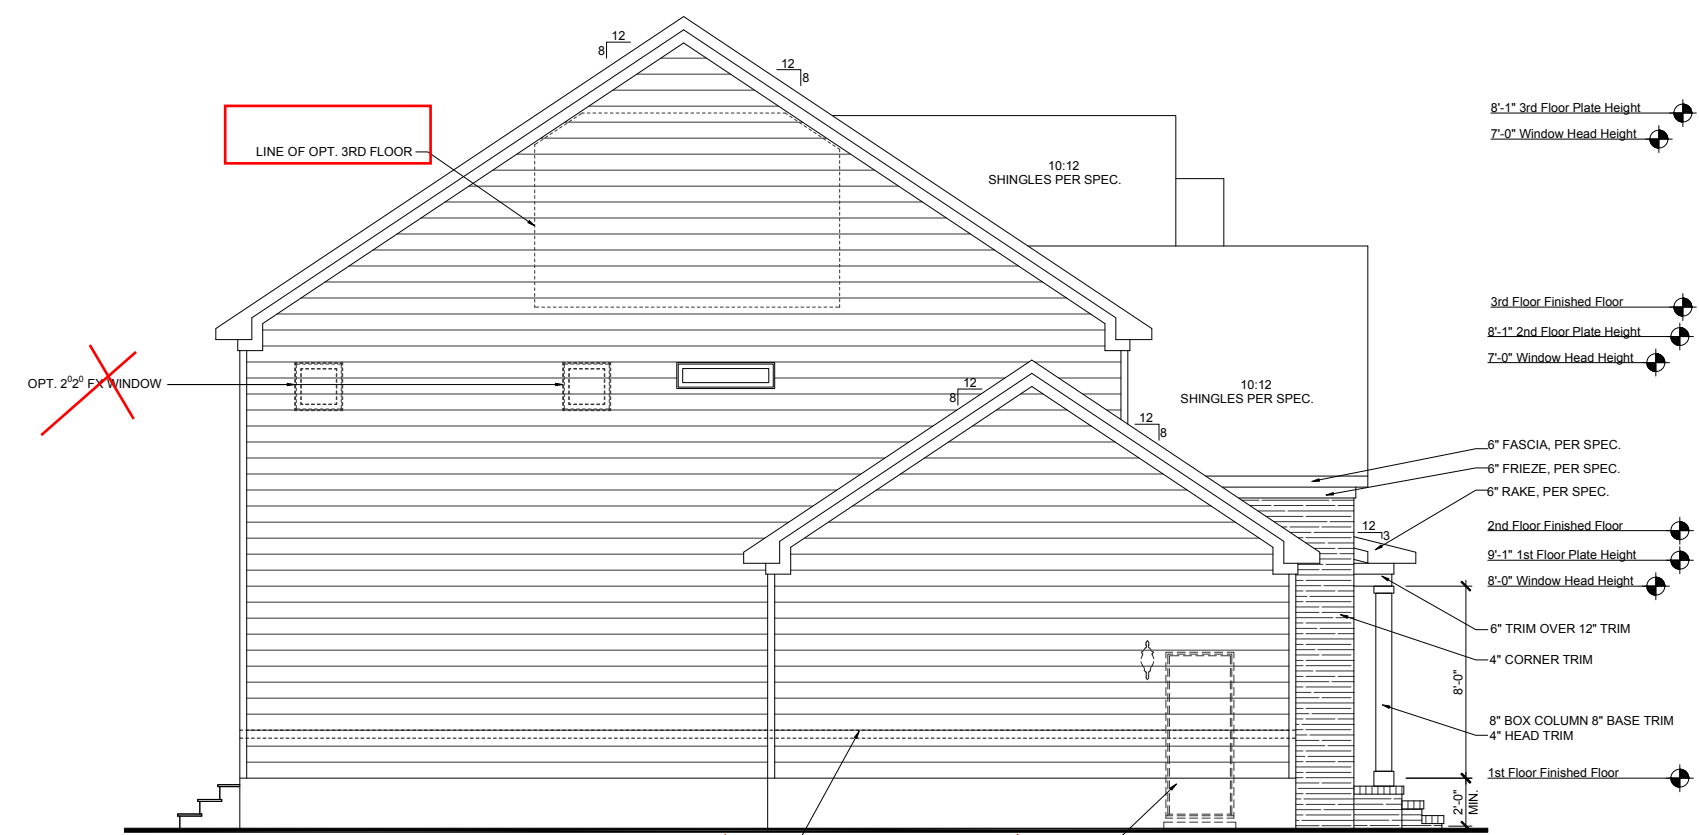 12
8
12
8
8'-1" 3rd Floor Plate Height
7'-0" Window Head Height
LINE OF OPT. 3RD FLOOR
10:12
SHINGLES PER SPEC.
3rd Floor Finished Floor
8'-1" 2nd Floor Plate Height
7'-0" Window Head Height
OPT. 2⁰2⁰ FX WINDOW
12
8
10:12
SHINGLES PER SPEC.
12
8
6" FASCIA, PER SPEC.
6" FRIEZE, PER SPEC.
6" RAKE, PER SPEC.
12
3
2nd Floor Finished Floor
9'-1" 1st Floor Plate Height
8'-0" Window Head Height
6" TRIM OVER 12" TRIM
4" CORNER TRIM
8'-0"
8" BOX COLUMN 8" BASE TRIM
4" HEAD TRIM
1st Floor Finished Floor
2'-0"
MIN.